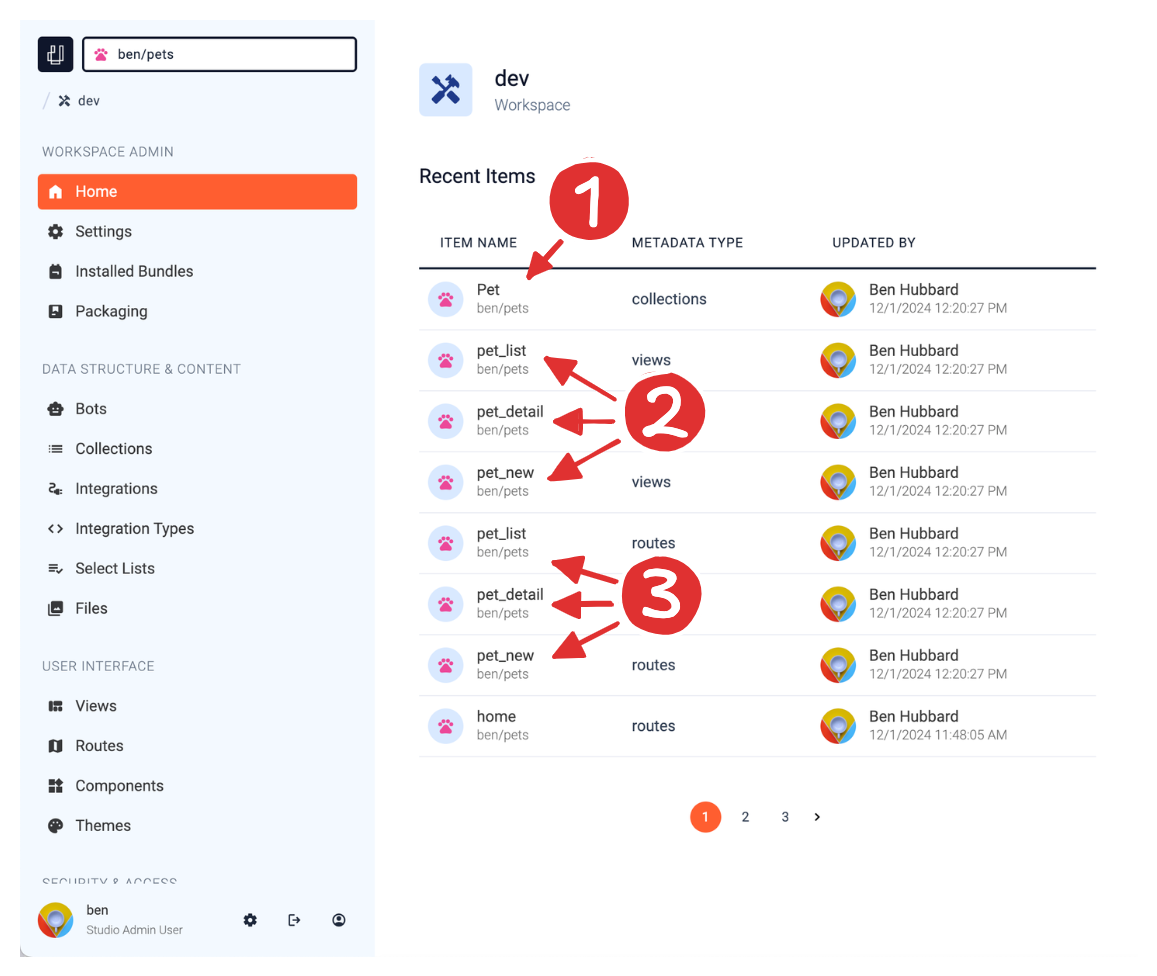 ben/pets
/ dev
WORKSPACE ADMIN
Home
Settings
Installed Bundles
Packaging
DATA STRUCTURE & CONTENT
Bots
Collections
Integrations
Integration Types
Select Lists
Files
USER INTERFACE
Views
Routes
Components
Themes
SECURITY & ACCESS
ben
Studio Admin User
dev
Workspace
Recent Items
1
ITEM NAME METADATA TYPE UPDATED BY
Pet collections Ben Hubbard
ben/pets 12/1/2024 12:20:27 PM
pet_list views Ben Hubbard
ben/pets 12/1/2024 12:20:27 PM
2
pet_detail Ben Hubbard
ben/pets 12/1/2024 12:20:27 PM
pet_new views Ben Hubbard
ben/pets 12/1/2024 12:20:27 PM
pet_list routes Ben Hubbard
ben/pets 12/1/2024 12:20:27 PM
3
pet_detail Ben Hubbard
ben/pets 12/1/2024 12:20:27 PM
pet_new routes Ben Hubbard
ben/pets 12/1/2024 12:20:27 PM
home routes Ben Hubbard
ben/pets 12/1/2024 11:48:05 AM
1 2 3 >